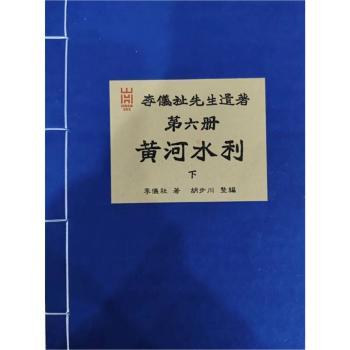 李儀祉先生遺著
第六册
黄河水利
下
李儀祉 著 胡步川 整編